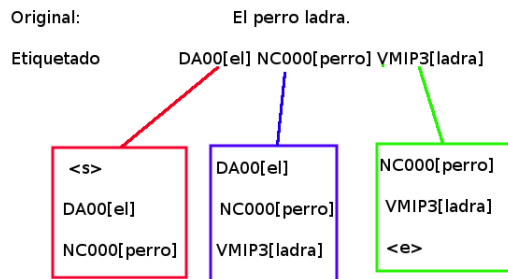 Original: El perro ladra.
Etiquetado DA00[el] NC000[perro] VMIP3[ladra]
<s>
DA00[el]
NC000[perro]
DA00[el]
NC000[perro]
VMIP3[ladra]
NC000[perro]
VMIP3[ladra]
<e>